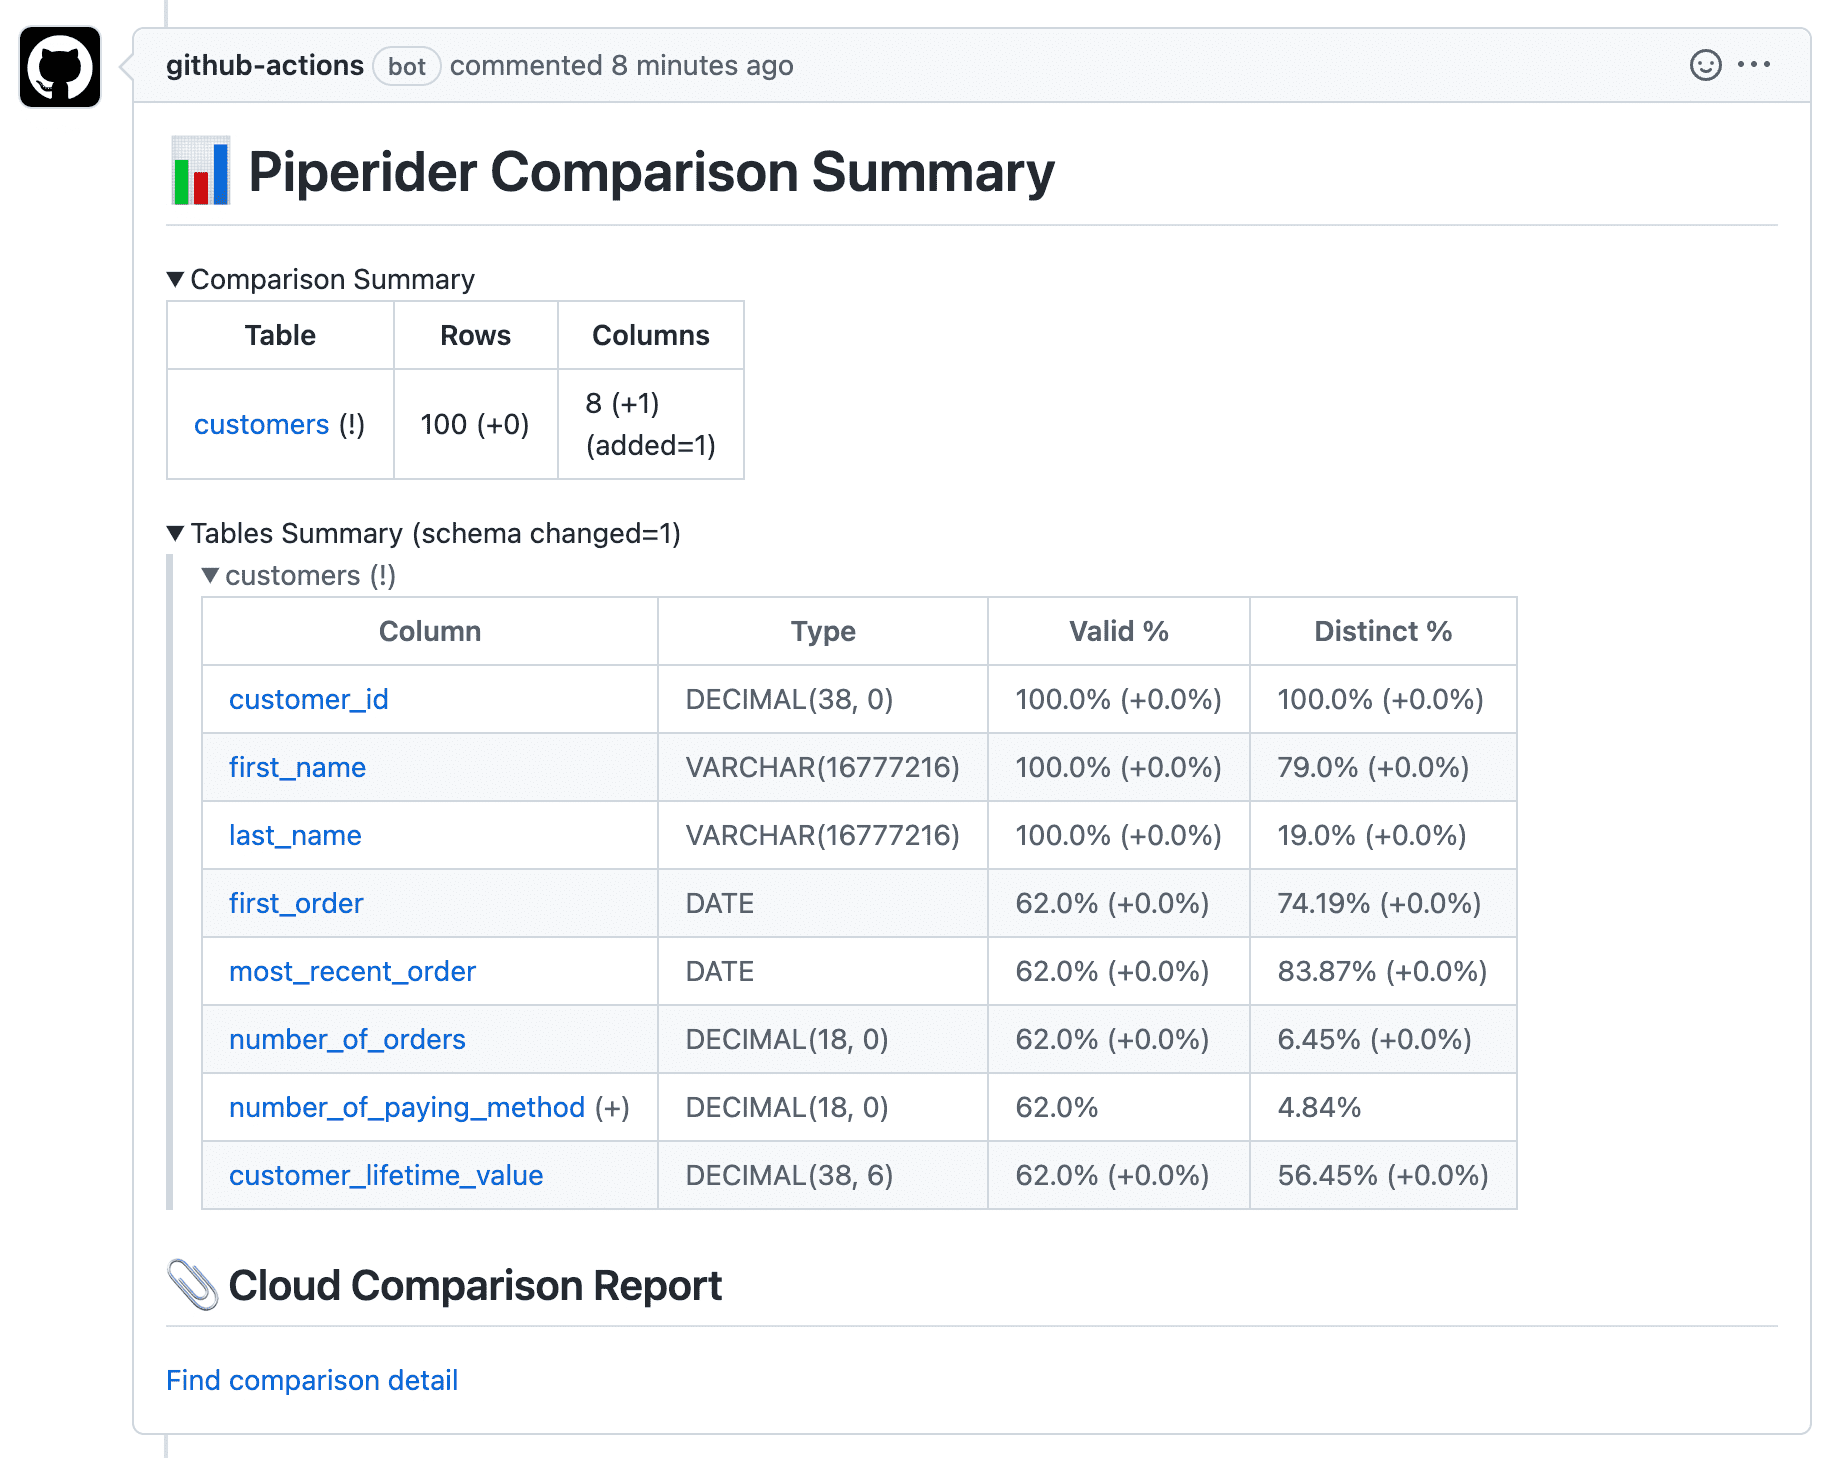 github-actions bot commented 8 minutes ago
Piperider Comparison Summary
▼ Comparison Summary
Table Rows Columns
customers (!) 100 (+0) 8 (+1)
(added=1)
▼ Tables Summary (schema changed=1)
▼ customers (!)
Column Type Valid % Distinct %
customer_id DECIMAL(38, 0) 100.0% (+0.0%) 100.0% (+0.0%)
first_name VARCHAR(16777216) 100.0% (+0.0%) 79.0% (+0.0%)
last_name VARCHAR(16777216) 100.0% (+0.0%) 19.0% (+0.0%)
first_order DATE 62.0% (+0.0%) 74.19% (+0.0%)
most_recent_order DATE 62.0% (+0.0%) 83.87% (+0.0%)
number_of_orders DECIMAL(18, 0) 62.0% (+0.0%) 6.45% (+0.0%)
number_of_paying_method (+) DECIMAL(18, 0) 62.0% 4.84%
customer_lifetime_value DECIMAL(38, 6) 62.0% (+0.0%) 56.45% (+0.0%)
Cloud Comparison Report
Find comparison detail